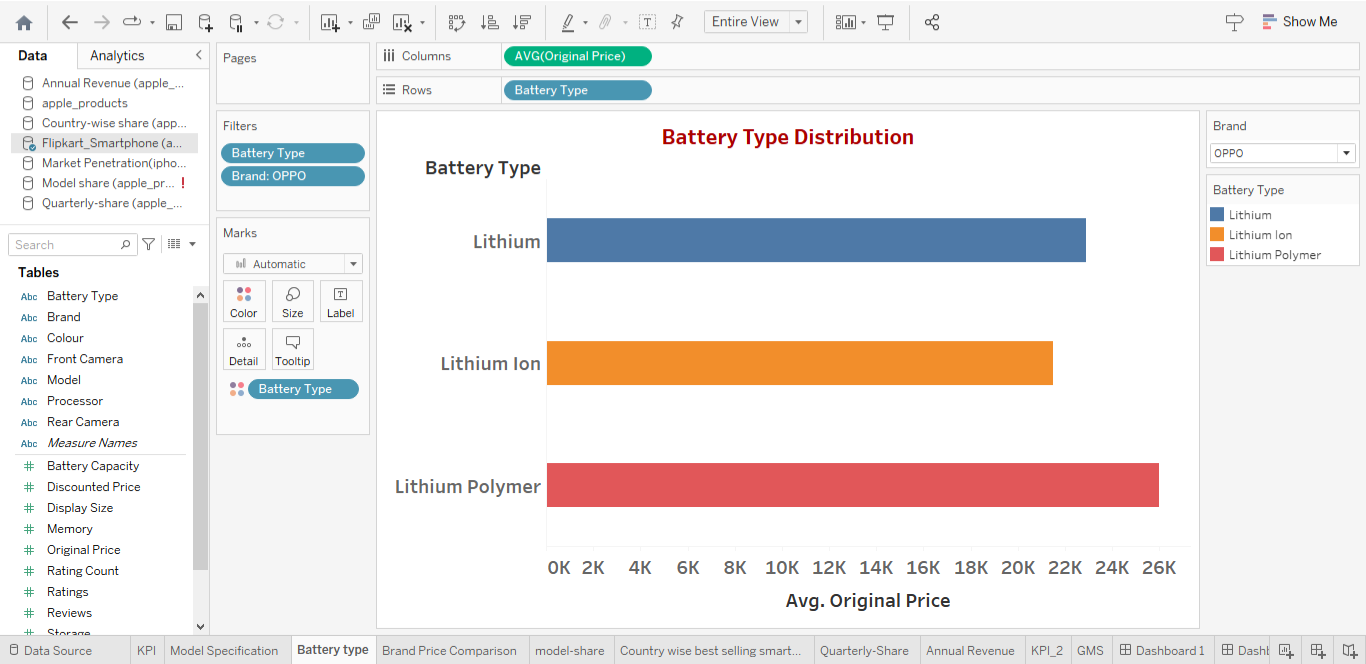 Entire View
Show Me
Data
Analytics
Annual Revenue (apple_...
apple_products
Country-wise share (app...
Flipkart_Smartphone (a...
Market Penetration(ipho...
Model share (apple_pr... !
Quarterly-share (apple_...
Search
Tables
Abc Battery Type
Abc Brand
Abc Colour
Abc Front Camera
Abc Model
Abc Processor
Abc Rear Camera
Abc Measure Names
# Battery Capacity
# Discounted Price
# Display Size
# Memory
# Original Price
# Rating Count
# Ratings
# Reviews
# Storage
Pages
Filters
Battery Type
Brand: OPPO
Marks
Automatic
Color
Size
T
Label
Detail
Tooltip
Battery Type
Columns
AVG(Original Price)
Rows
Battery Type
Battery Type Distribution
Battery Type
Lithium
Lithium Ion
Lithium Polymer
0K 2K 4K 6K 8K 10K 12K 14K 16K 18K 20K 22K 24K 26K
Avg. Original Price
Brand
OPPO
Battery Type
Lithium
Lithium Ion
Lithium Polymer
Data Source
KPI
Model Specification
Battery type
Brand Price Comparison
model-share
Country wise best selling smart...
Quarterly-Share
Annual Revenue
KPI_2
GMS
Dashboard 1
Dashb